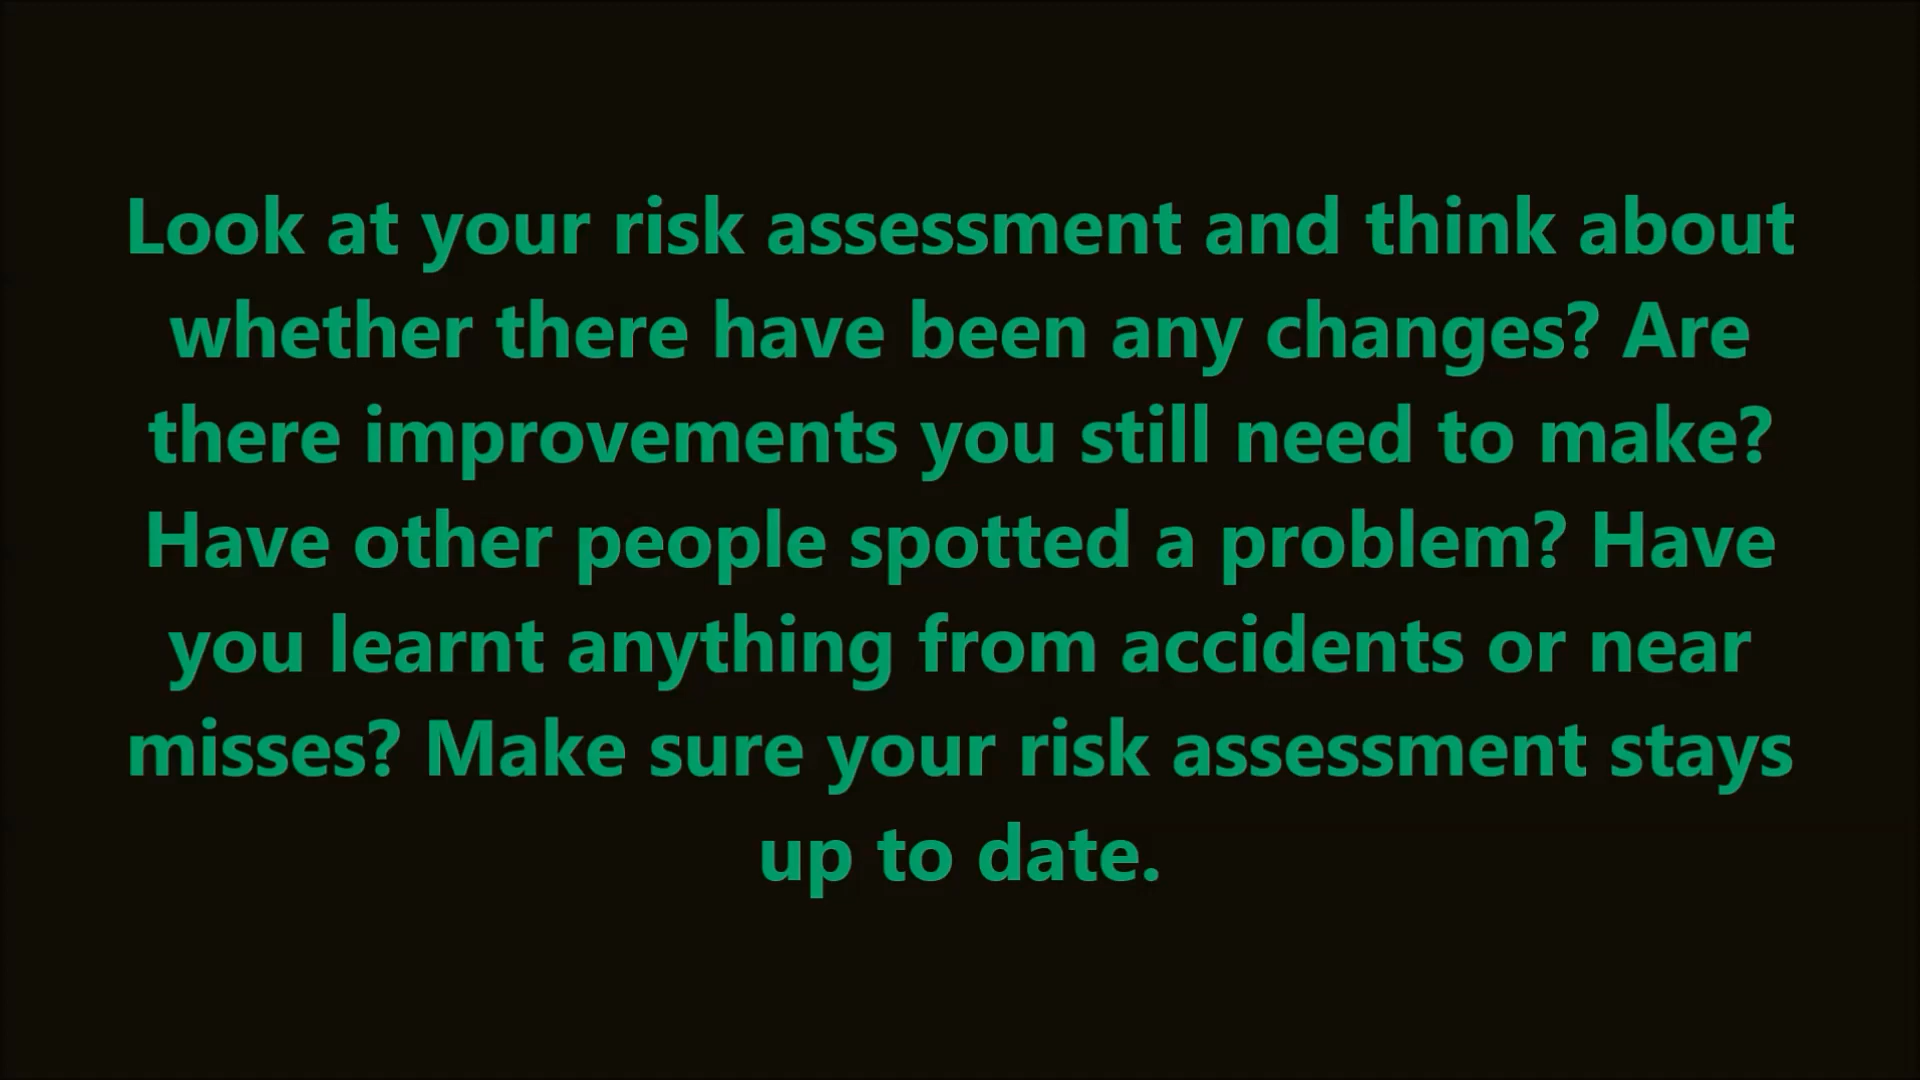 Look at your risk assessment and think about
whether there have been any changes? Are
there improvements you still need to make?
Have other people spotted a problem? Have
you learnt anything from accidents or near
misses? Make sure your risk assessment stays
up to date.